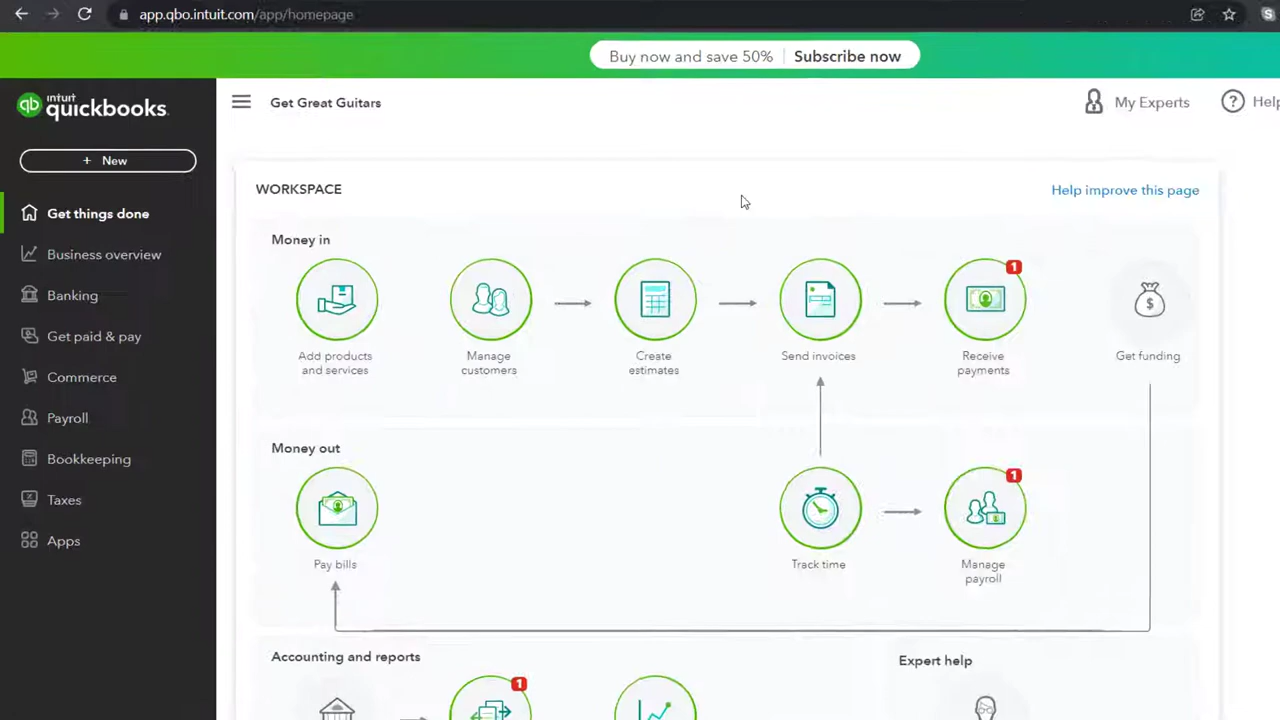 app.qbo.intuit.com/app/homepage
Buy now and save 50% Subscribe now
qb intuit quickbooks.
Get Great Guitars
My Experts
Help
+ New
Get things done
Business overview
Banking
Get paid & pay
Commerce
Payroll
Bookkeeping
Taxes
Apps
WORKSPACE
Help improve this page
Money in
1
Add products
and services
Manage
customers
Create
estimates
Send invoices
Receive
payments
Get funding
Money out
1
Pay bills
Track time
Manage
payroll
Accounting and reports
1
Expert help